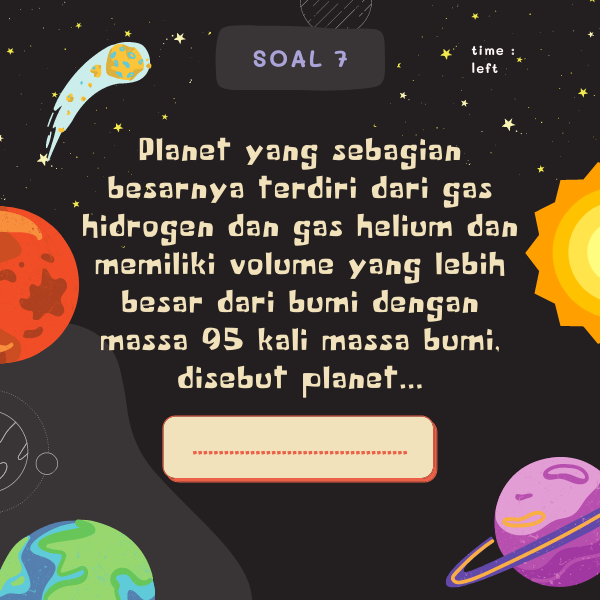 SOAL 7
time :
left
Planet yang sebagian
besarnya terdiri dari gas
hidrogen dan gas helium dan
memiliki volume yang lebih
besar dari bumi dengan
massa 95 kali massa bumi,
disebut planet...